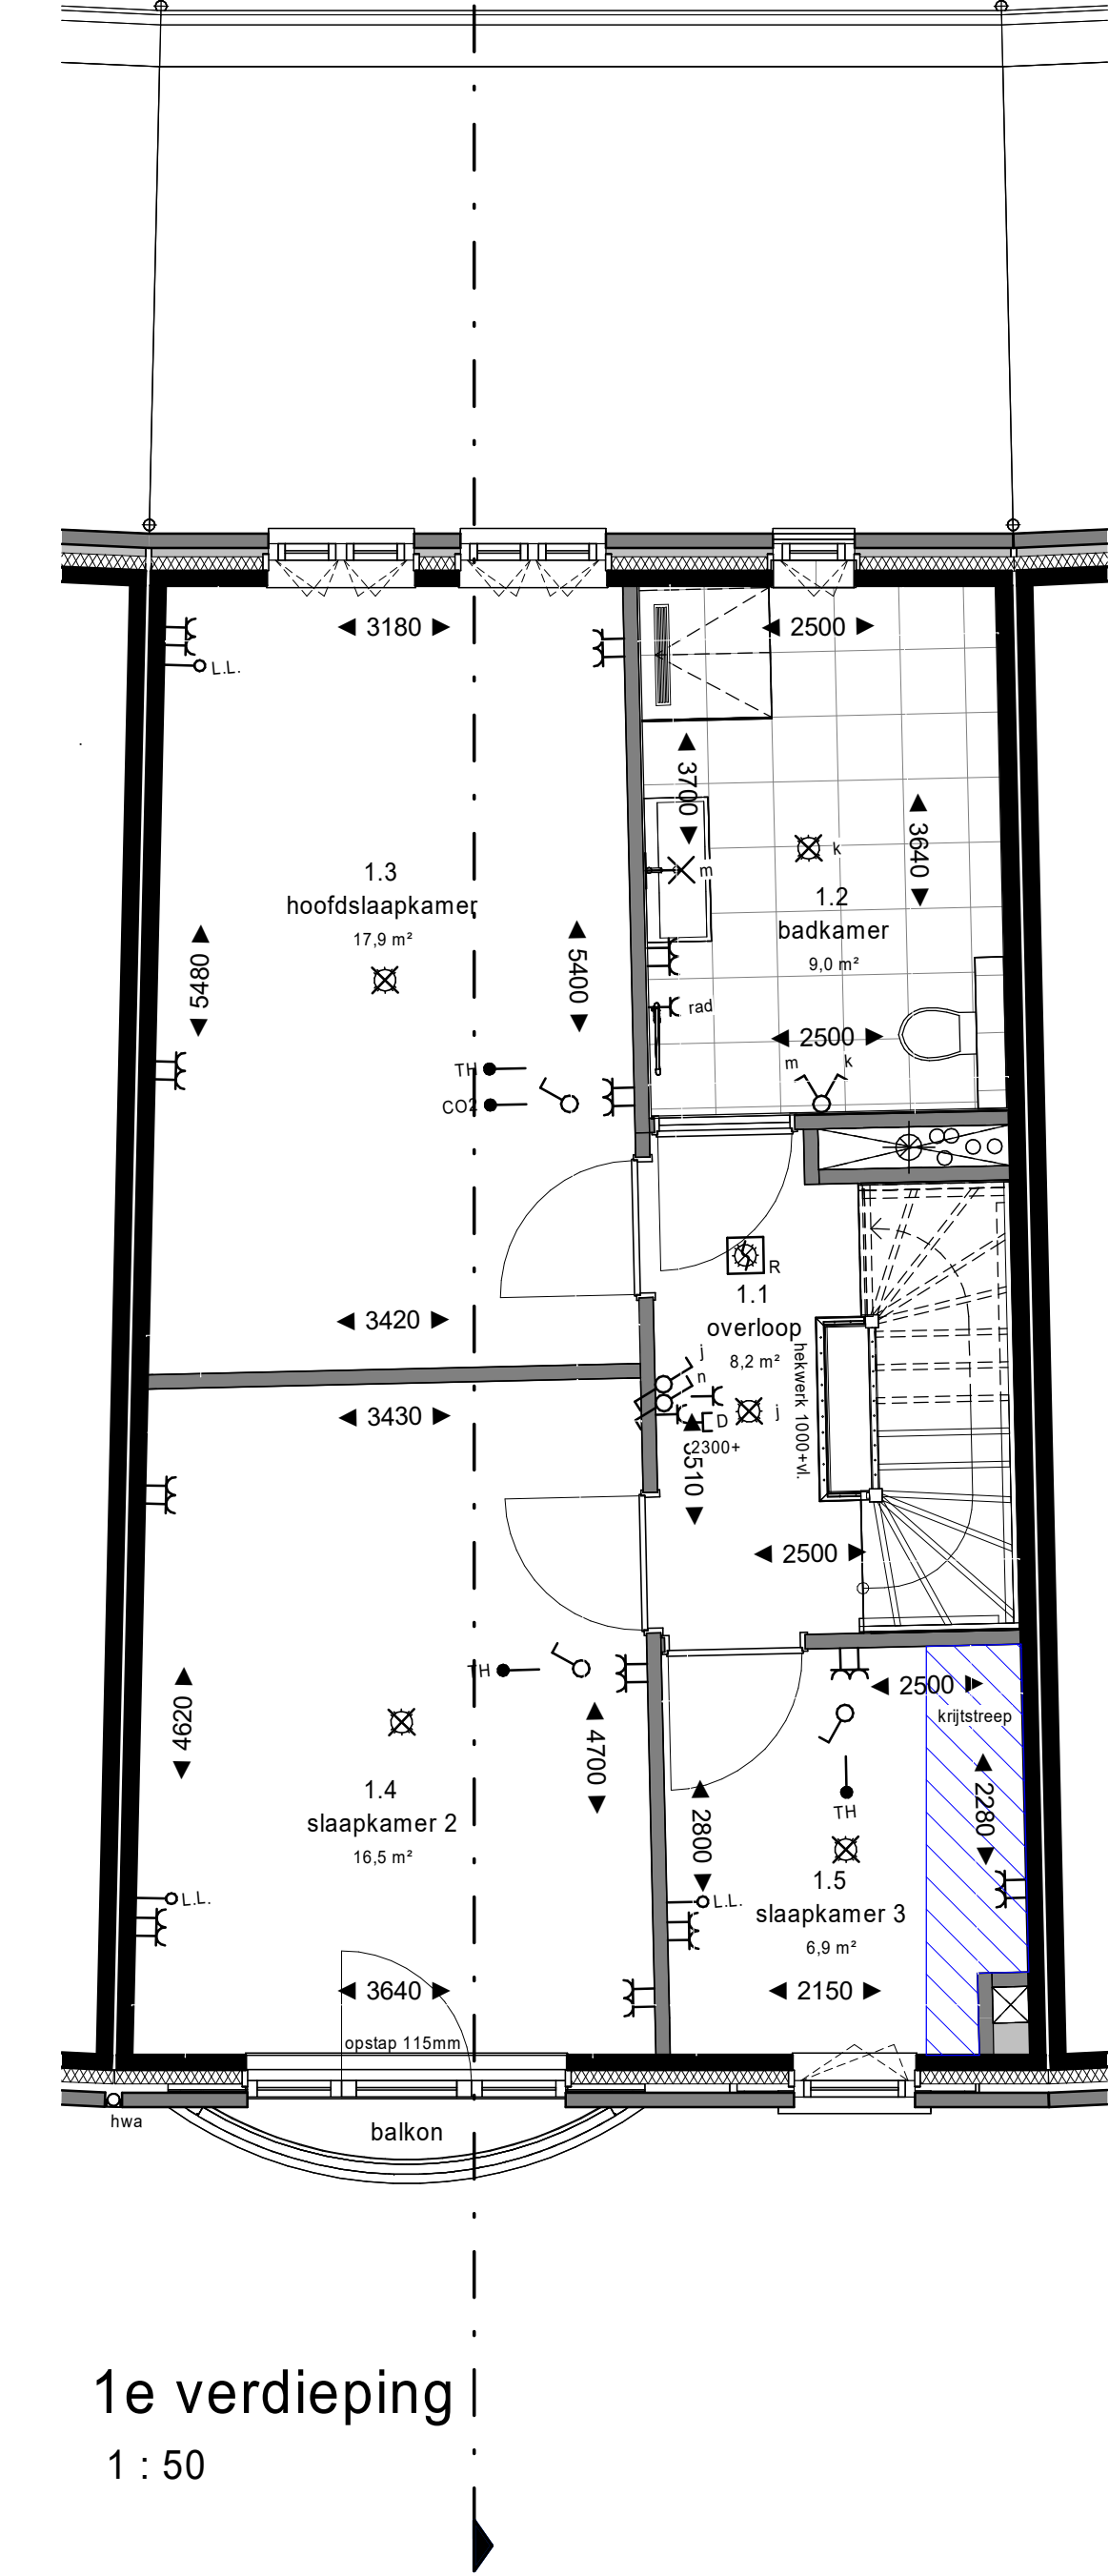 3180
2500
L.L.
3700
3640
k
m
1.3
hoofdslaapkamer
17,9 m²
1.2
badkamer
9,0 m²
5480
5400
rad
2500
m
k
TH
CO2
R
1.1
overloop
8,2 m²
3420
j
n
hekwerk 1000+vl.
3430
D
j
2300+
510
2500
TH
2500
krijtstreep
4620
4700
2280
TH
2800
1.4
slaapkamer 2
16,5 m²
1.5
slaapkamer 3
6,9 m²
L.L.
L.L.
3640
2150
opstap 115mm
hwa
balkon
1e verdieping
1 : 50